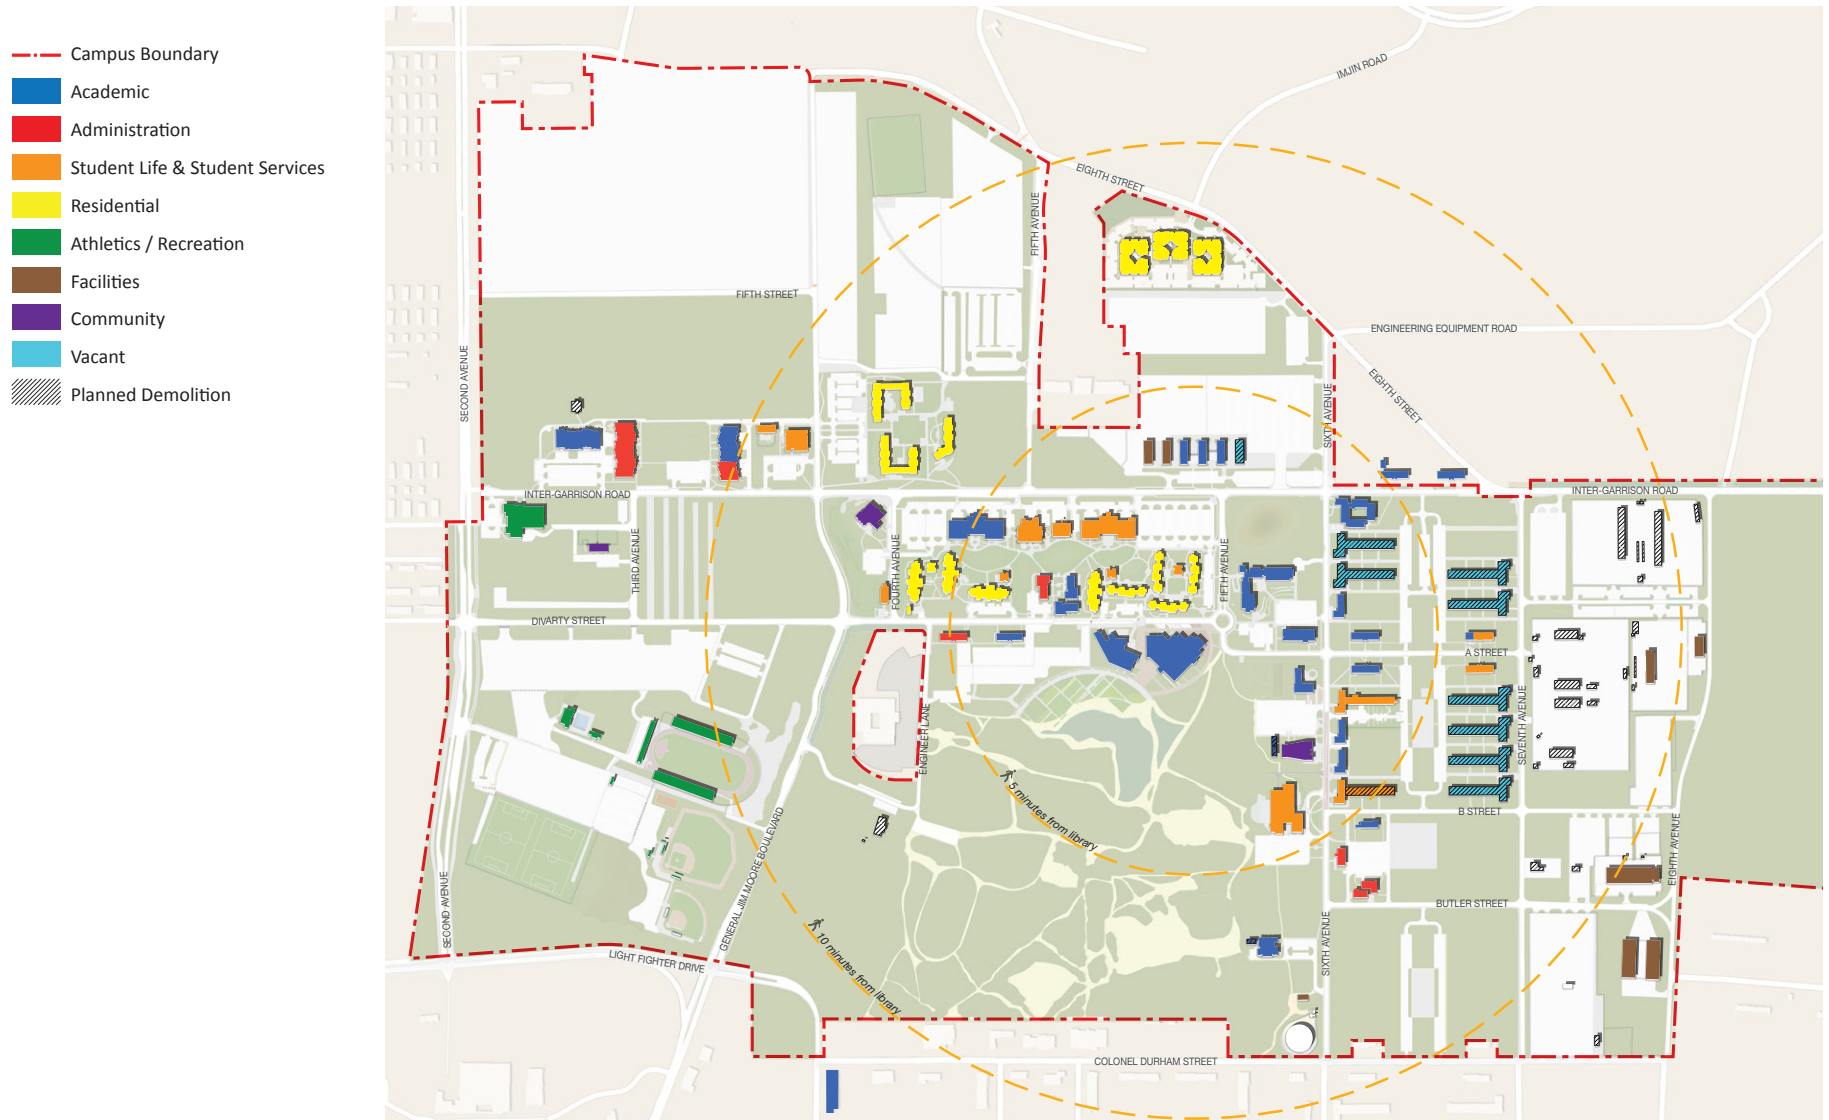 Campus Boundary
Academic
Administration
Student Life & Student Services
Residential
Athletics / Recreation
Facilities
Community
Vacant
Planned Demolition
IMJIN ROAD
EIGHTH STREET
FIFTH AVENUE
FIFTH STREET
ENGINEERING EQUIPMENT ROAD
SECOND AVENUE
EIGHTH STREET
SIXTH AVENUE
INTER-GARRISON ROAD
INTER-GARRISON ROAD
THIRD AVENUE
FOURTH AVENUE
FIFTH AVENUE
DIVARTY STREET
A STREET
SEVENTH AVENUE
ENGINEER LANE
5 minutes from library
B STREET
GENERAL JIM MOORE BOULEVARD
EIGHTH AVENUE
SECOND AVENUE
BUTLER STREET
10 minutes from library
LIGHT FIGHTER DRIVE
SIXTH AVENUE
COLONEL DURHAM STREET